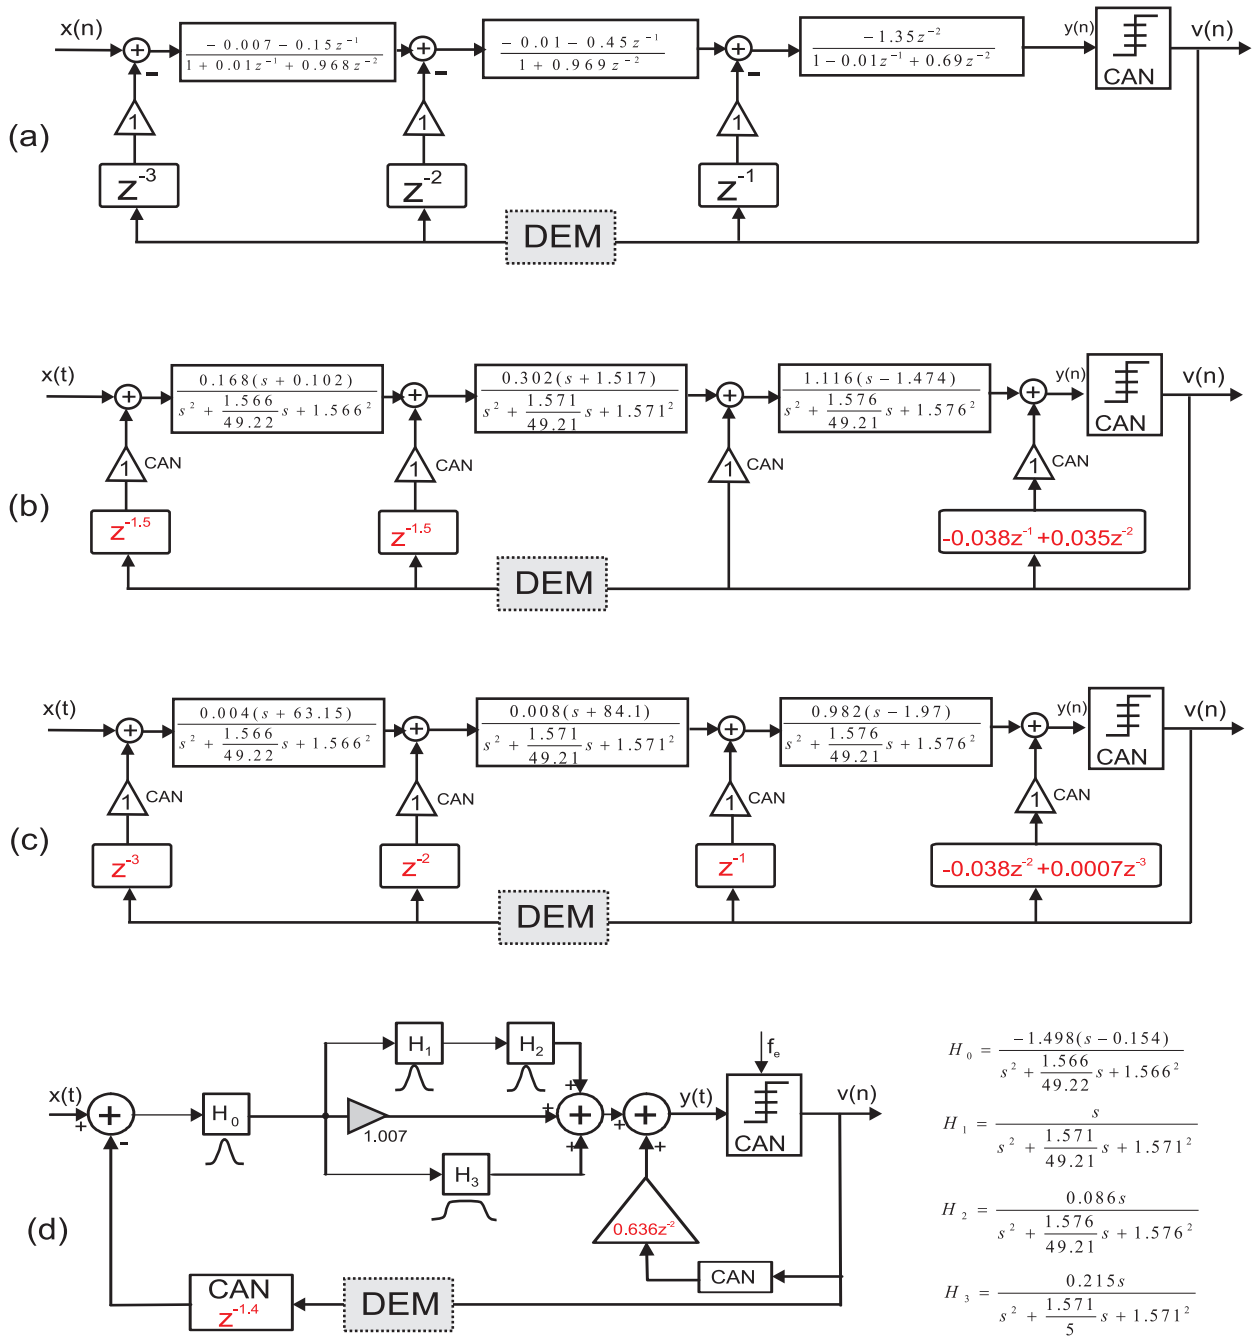 (a)
x(n)
+
-
- 0.007 - 0.15z⁻¹
1 + 0.01z⁻¹ + 0.968z⁻²
+
-
- 0.01 - 0.45z⁻¹
1 + 0.969z⁻²
+
-
-1.35z⁻²
1 - 0.01z⁻¹ + 0.69z⁻²
y(n)
CAN
v(n)
1
1
1
z⁻³
z⁻²
z⁻¹
DEM
(b)
x(t)
+
0.168(s + 0.102)
s² + 1.566/49.22 s + 1.566²
+
0.302(s + 1.517)
s² + 1.571/49.21 s + 1.571²
+
1.116(s - 1.474)
s² + 1.576/49.21 s + 1.576²
+
y(n)
CAN
v(n)
1 CAN
1 CAN
1 CAN
1 CAN
z⁻¹·⁵
z⁻¹·⁵
-0.038z⁻¹+0.035z⁻²
DEM
(c)
x(t)
+
0.004(s + 63.15)
s² + 1.566/49.22 s + 1.566²
+
0.008(s + 84.1)
s² + 1.571/49.21 s + 1.571²
+
0.982(s - 1.97)
s² + 1.576/49.21 s + 1.576²
+
y(n)
CAN
v(n)
1 CAN
1 CAN
1 CAN
1 CAN
z⁻³
z⁻²
z⁻¹
-0.038z⁻²+0.0007z⁻³
DEM
(d)
x(t)
+
+
-
H₀
H₁
H₂
1.007
H₃
+
+
+
+
+
+
+
y(t)
fₑ
CAN
v(n)
0.636z⁻²
CAN
CAN
z⁻¹·⁴
DEM
H₀ = -1.498(s - 0.154)
s² + 1.566/49.22 s + 1.566²
H₁ = s
s² + 1.571/49.21 s + 1.571²
H₂ = 0.086s
s² + 1.576/49.21 s + 1.576²
H₃ = 0.215s
s² + 1.571/5 s + 1.571²